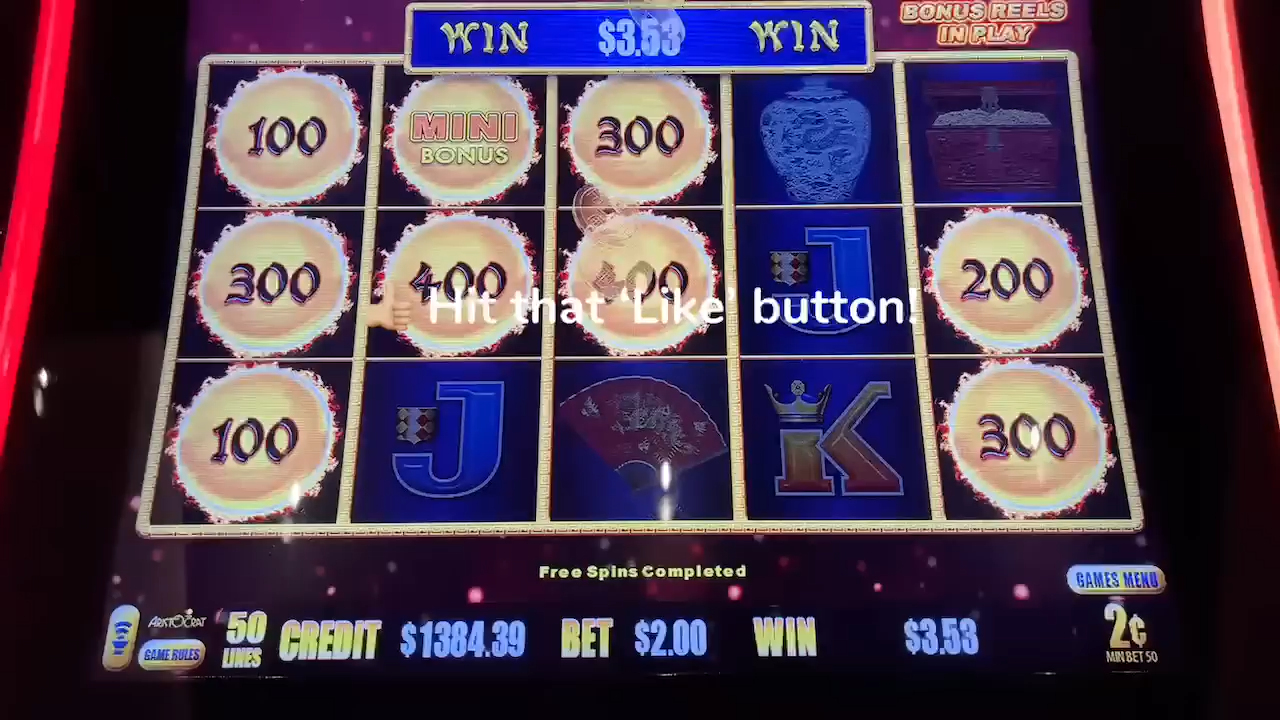 BONUS REELS
IN PLAY
WIN $3.53 WIN
100 MINI BONUS 300
300 400 J 200
Hit that ‘Like’ button!
100 J K
Free Spins Completed
GAMES MENU
ARISTOCRAT
GAME RULES
50 LINES
CREDIT $1384.39 BET $2.00 WIN $3.53
2¢
MIN BET 50